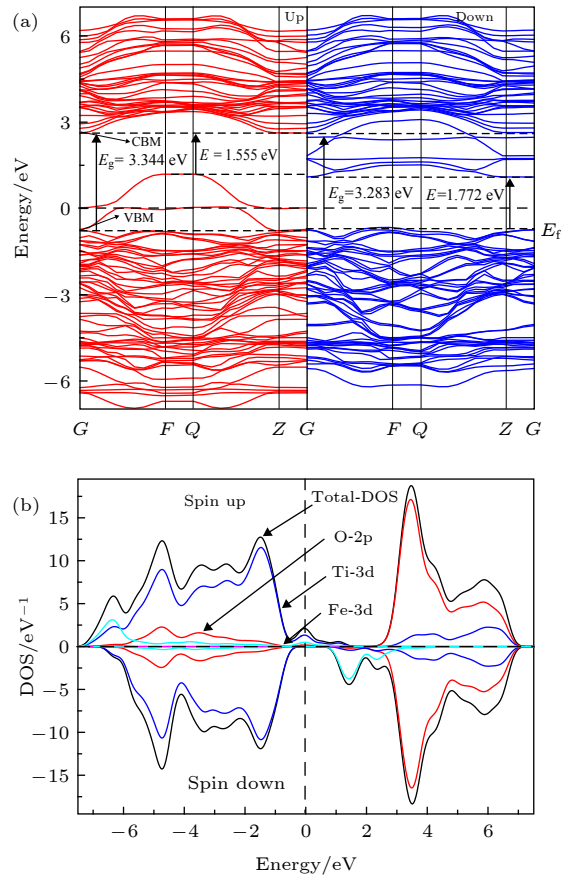 (a)
Up
Down
6
3
0
−3
−6
Energy/eV
CBM
E_g= 3.344 eV
E = 1.555 eV
VBM
E_g=3.283 eV
E=1.772 eV
E_f
G
F
Q
Z
G
F
Q
Z
G
(b)
Spin up
Total-DOS
O-2p
Ti-3d
Fe-3d
Spin down
15
10
5
0
−5
−10
−15
DOS/eV⁻¹
−6
−4
−2
0
2
4
6
Energy/eV